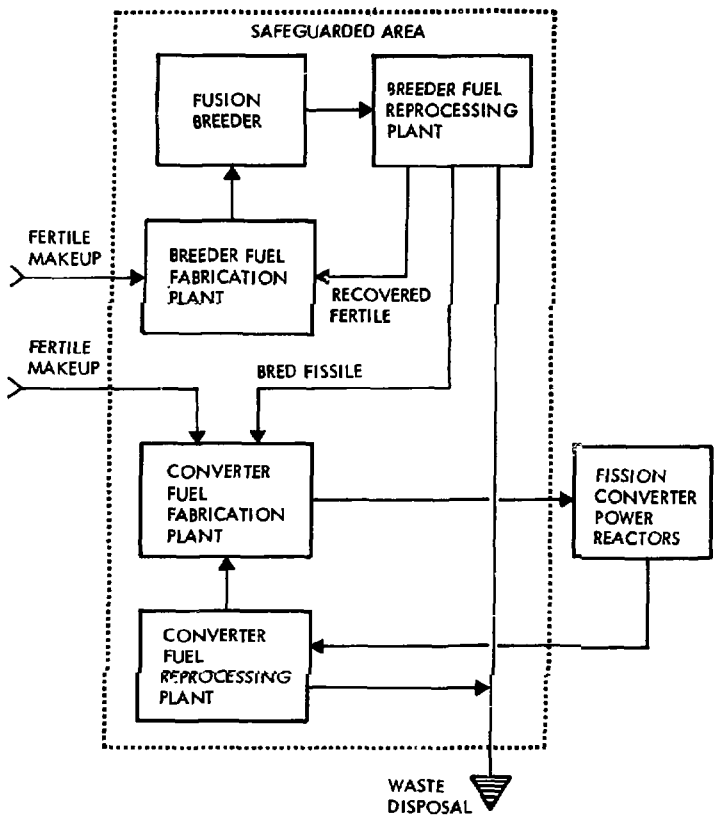 SAFEGUARDED AREA
FUSION
BREEDER
BREEDER FUEL
REPROCESSING
PLANT
FERTILE
MAKEUP
BREEDER FUEL
FABRICATION
PLANT
RECOVERED
FERTILE
FERTILE
MAKEUP
BRED FISSILE
CONVERTER
FUEL
FABRICATION
PLANT
FISSION
CONVERTER
POWER
REACTORS
CONVERTER
FUEL
REPROCESSING
PLANT
WASTE
DISPOSAL